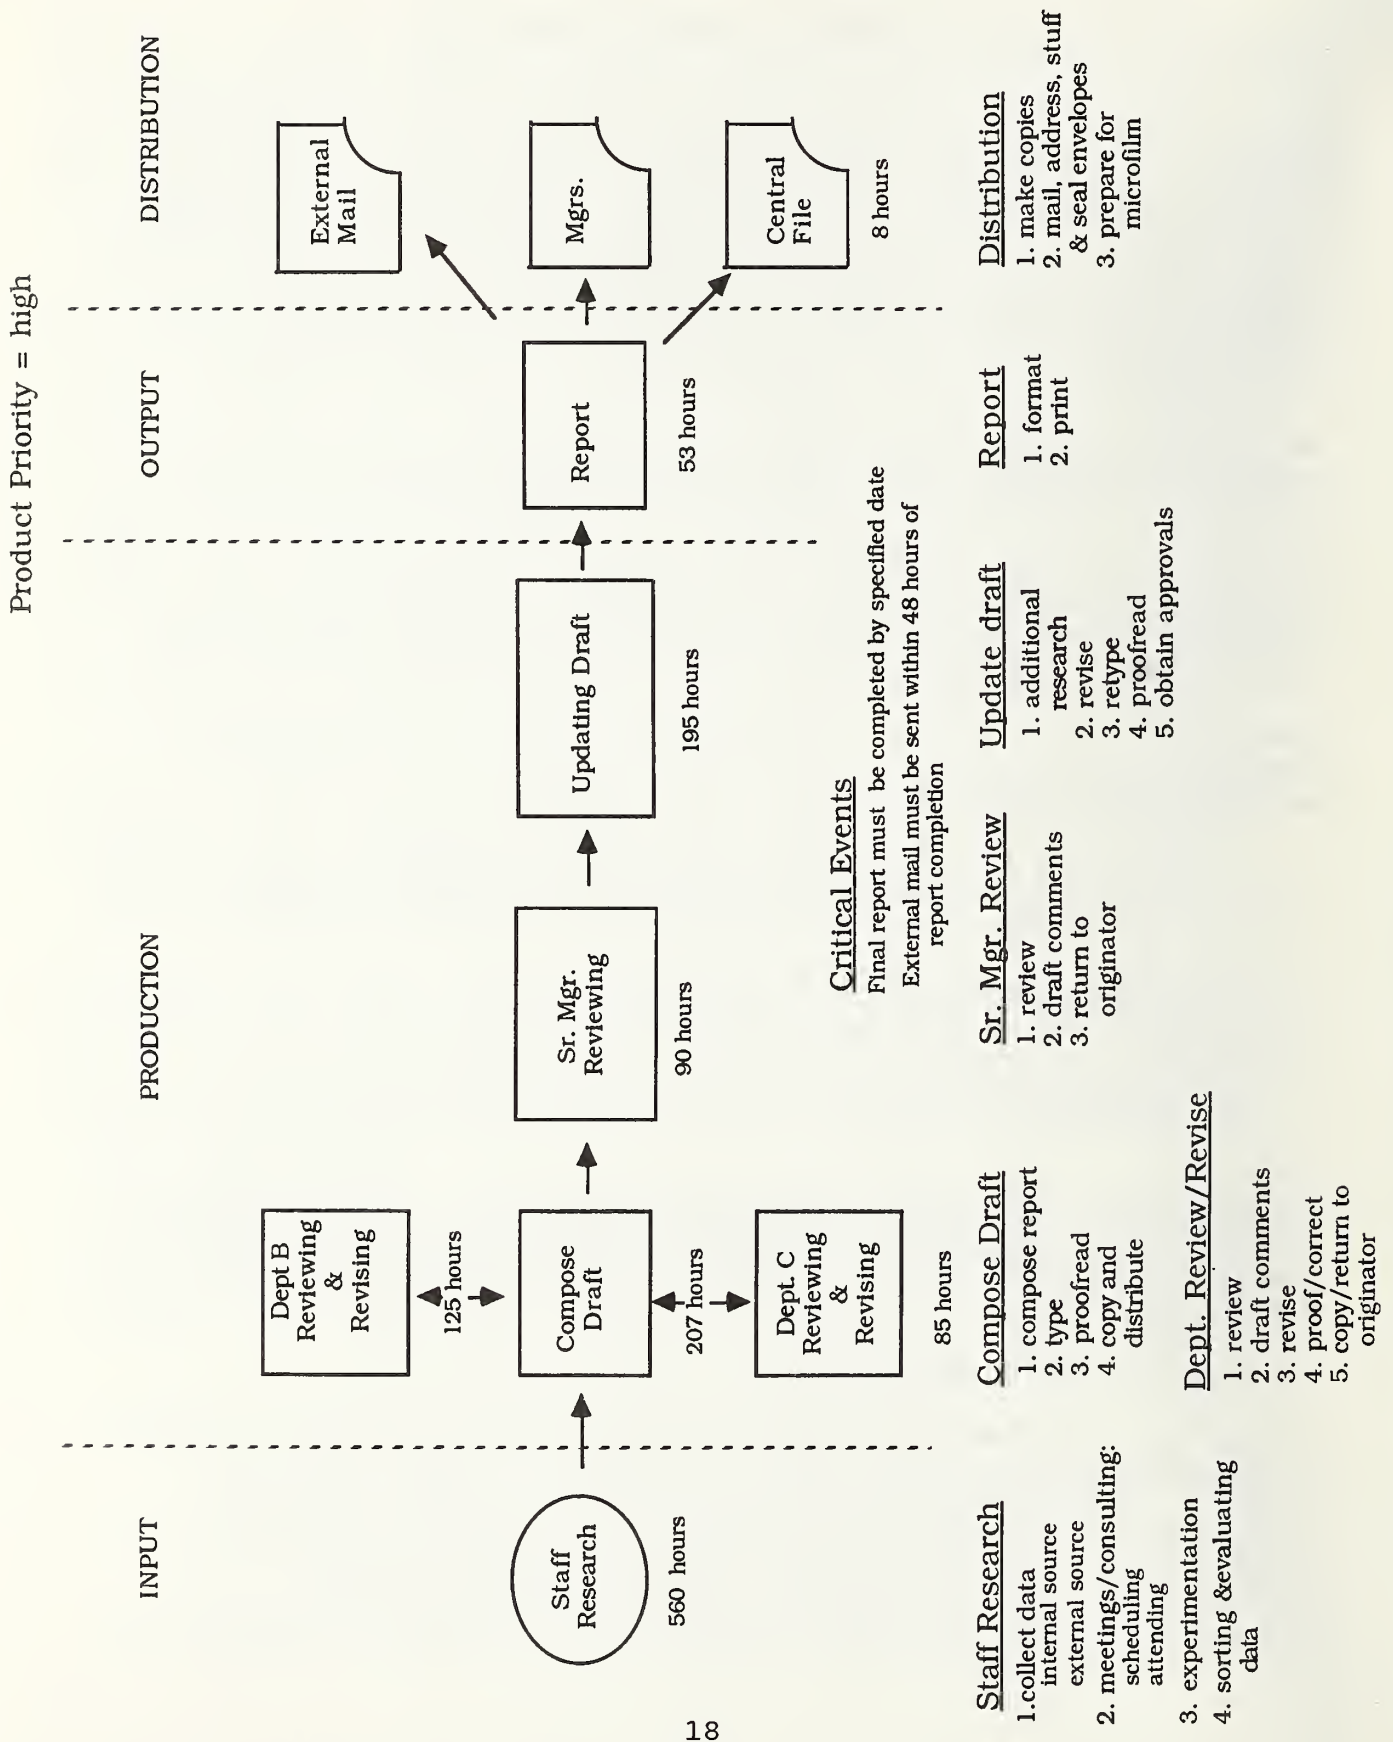 Product Priority = high
INPUT
PRODUCTION
OUTPUT
DISTRIBUTION
Staff
Research
560 hours
Dept B
Reviewing
&
Revising
125 hours
Compose
Draft
207 hours
Dept. C
Reviewing
&
Revising
85 hours
Sr. Mgr.
Reviewing
90 hours
Updating Draft
195 hours
Report
53 hours
External
Mail
Mgrs.
Central
File
8 hours
Critical Events
Final report must be completed by specified date
External mail must be sent within 48 hours of
report completion
Staff Research
1.collect data
internal source
external source
2. meetings/consulting:
scheduling
attending
3. experimentation
4. sorting &evaluating
data
Compose Draft
1. compose report
2. type
3. proofread
4. copy and
distribute
Dept. Review/Revise
1. review
2. draft comments
3. revise
4. proof/correct
5. copy/return to
originator
Sr. Mgr. Review
1. review
2. draft comments
3. return to
originator
Update draft
1. additional
research
2. revise
3. retype
4. proofread
5. obtain approvals
Report
1. format
2. print
Distribution
1. make copies
2. mail, address, stuff
& seal envelopes
3. prepare for
microfilm
18